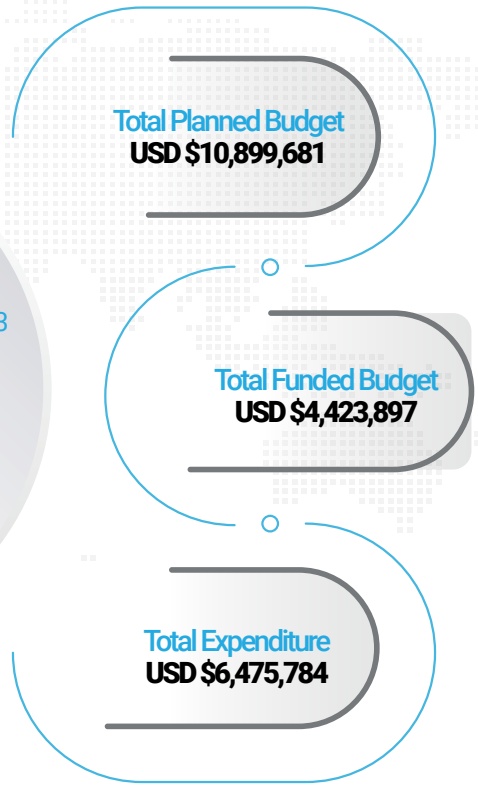 Total Planned Budget
USD $10,899,681
3
Total Funded Budget
USD $4,423,897
Total Expenditure
USD $6,475,784